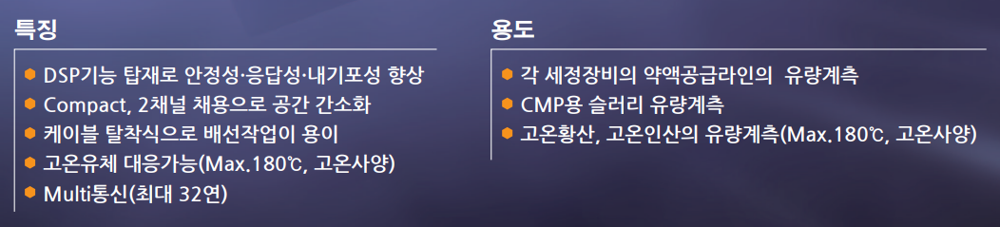 특징
DSP기능 탑재로 안정성·응답성·내기포성 향상
Compact, 2채널 채용으로 공간 간소화
케이블 탈착식으로 배선작업이 용이
고온유체 대응가능(Max.180℃, 고온사양)
Multi통신(최대 32연)
용도
각 세정장비의 약액공급라인의 유량계측
CMP용 슬러리 유량계측
고온황산, 고온인산의 유량계측(Max.180℃, 고온사양)